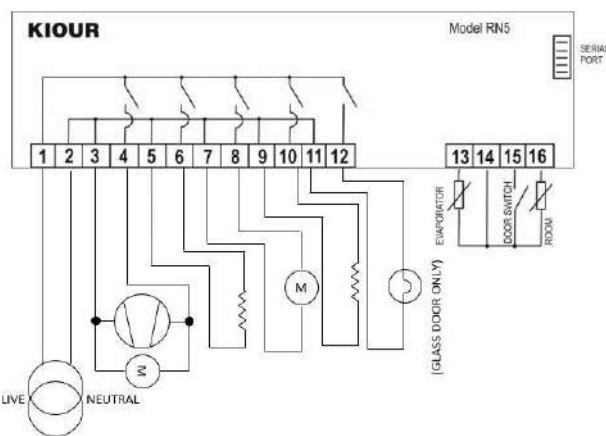 KIOUR
Model RN5
SERIAL
PORT
1 2 3 4 5 6 7 8 9 10 11 12
13 14 15 16
EVAPORATOR
DOOR SWITCH
ROOM
M
(GLASS DOOR ONLY)
M
LIVE
NEUTRAL